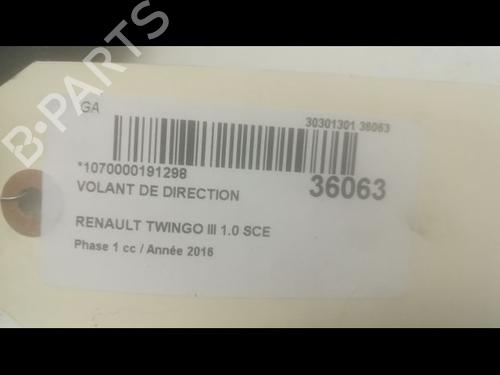 GA
30301301 36063
*1070000191298
36063
VOLANT DE DIRECTION
RENAULT TWINGO III 1.0 SCE
Phase 1 cc / Année 2016
B-PARTS